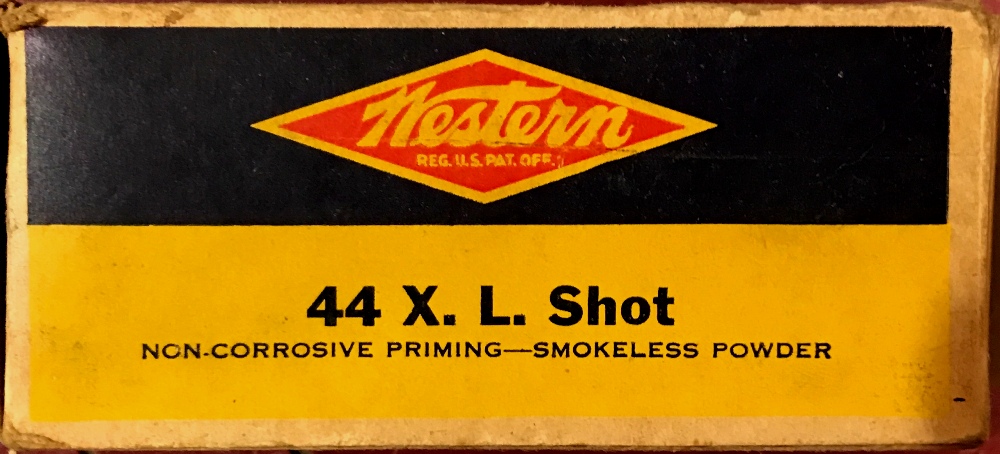 Western
REG. U.S. PAT. OFF.
44 X. L. Shot
NON-CORROSIVE PRIMING—SMOKELESS POWDER